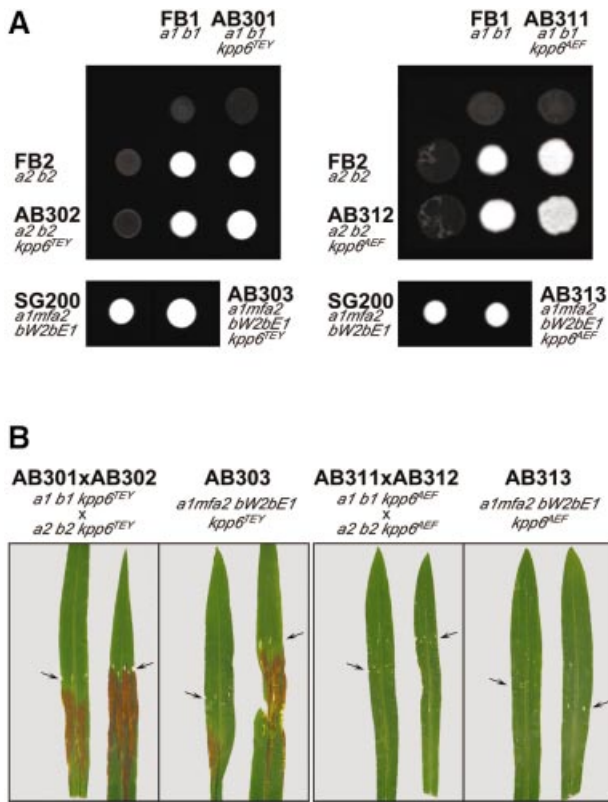 A
FB1 AB301
a1 b1 a1 b1
kpp6TEY
FB2
a2 b2
AB302
a2 b2
kpp6TEY
SG200
a1mfa2
bW2bE1
AB303
a1mfa2
bW2bE1
kpp6TEY
FB1 AB311
a1 b1 a1 b1
kpp6AEF
FB2
a2 b2
AB312
a2 b2
kpp6AEF
SG200
a1mfa2
bW2bE1
AB313
a1mfa2
bW2bE1
kpp6AEF
B
AB301xAB302
a1 b1 kpp6TEY
x
a2 b2 kpp6TEY
AB303
a1mfa2 bW2bE1
kpp6TEY
AB311xAB312
a1 b1 kpp6AEF
x
a2 b2 kpp6AEF
AB313
a1mfa2 bW2bE1
kpp6AEF